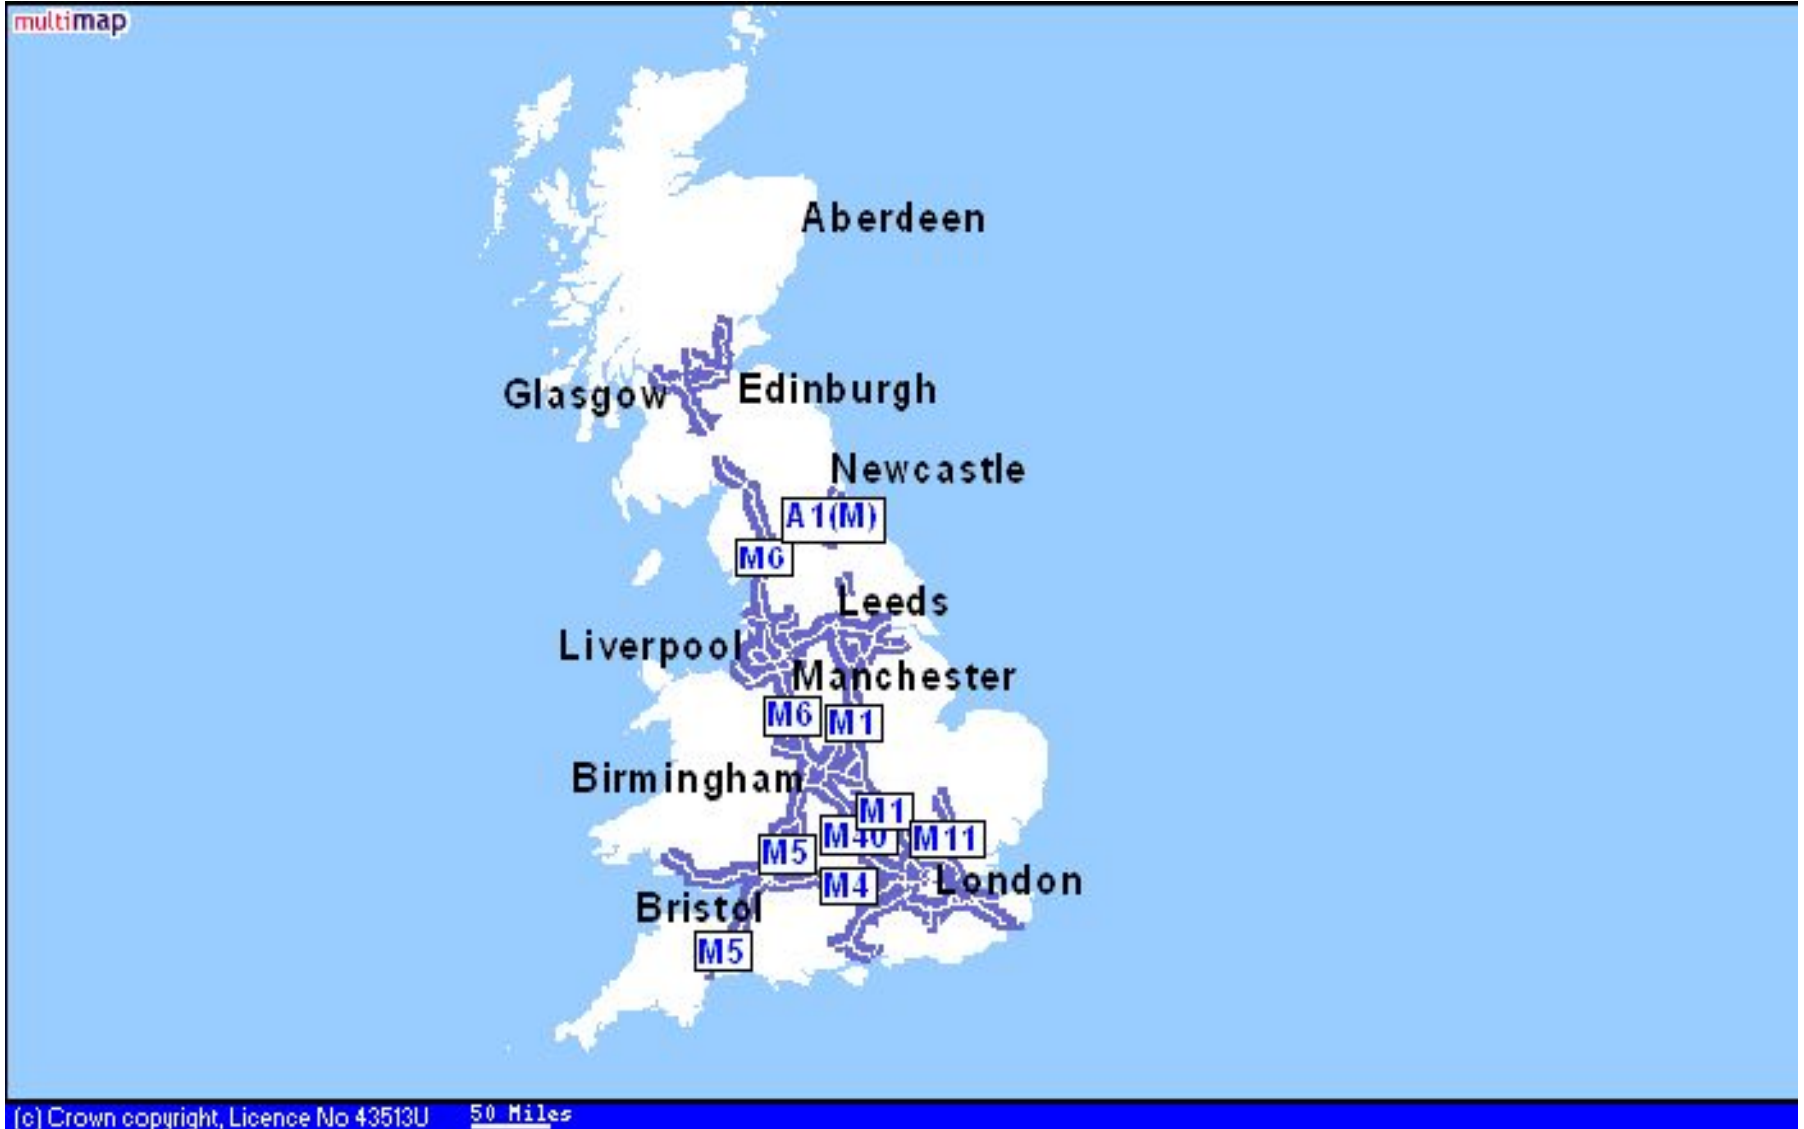 multimap
Aberdeen
Glasgow
Edinburgh
Newcastle
A1(M)
M6
Leeds
Liverpool
Manchester
M6
M1
Birmingham
M1
M40
M11
M5
M4
London
Bristol
M5
(c) Crown copyright, Licence No 43513U 50 Miles